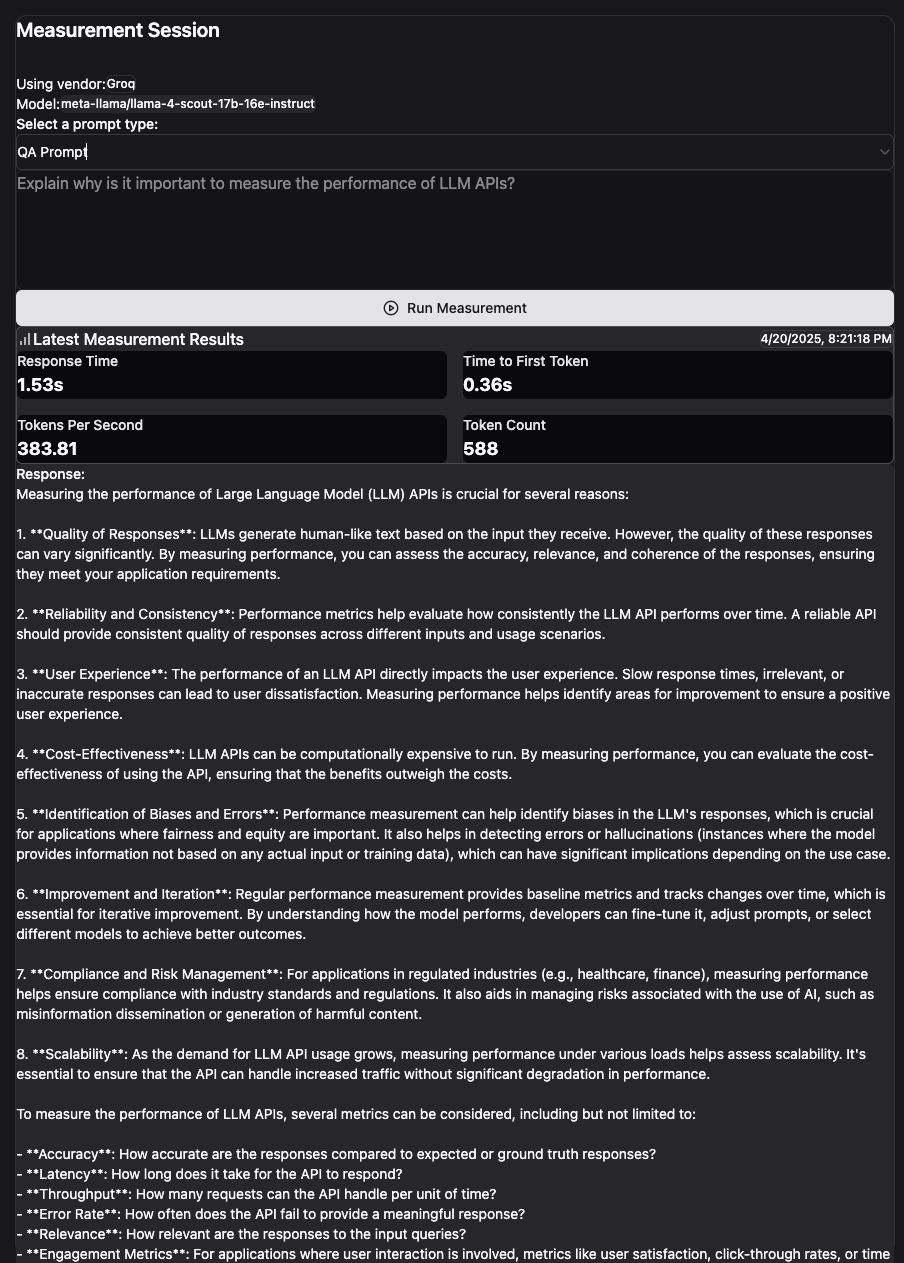 Measurement Session
Using vendor: Groq
Model: meta-llama/llama-4-scout-17b-16e-instruct
Select a prompt type:
QA Prompt
Explain why is it important to measure the performance of LLM APIs?
Run Measurement
Latest Measurement Results 4/20/2025, 8:21:18 PM
Response Time Time to First Token
1.53s 0.36s
Tokens Per Second Token Count
383.81 588
Response:
Measuring the performance of Large Language Model (LLM) APIs is crucial for several reasons:
1. **Quality of Responses**: LLMs generate human-like text based on the input they receive. However, the quality of these responses
can vary significantly. By measuring performance, you can assess the accuracy, relevance, and coherence of the responses, ensuring
they meet your application requirements.
2. **Reliability and Consistency**: Performance metrics help evaluate how consistently the LLM API performs over time. A reliable API
should provide consistent quality of responses across different inputs and usage scenarios.
3. **User Experience**: The performance of an LLM API directly impacts the user experience. Slow response times, irrelevant, or
inaccurate responses can lead to user dissatisfaction. Measuring performance helps identify areas for improvement to ensure a positive
user experience.
4. **Cost-Effectiveness**: LLM APIs can be computationally expensive to run. By measuring performance, you can evaluate the cost-
effectiveness of using the API, ensuring that the benefits outweigh the costs.
5. **Identification of Biases and Errors**: Performance measurement can help identify biases in the LLM's responses, which is crucial
for applications where fairness and equity are important. It also helps in detecting errors or hallucinations (instances where the model
provides information not based on any actual input or training data), which can have significant implications depending on the use case.
6. **Improvement and Iteration**: Regular performance measurement provides baseline metrics and tracks changes over time, which is
essential for iterative improvement. By understanding how the model performs, developers can fine-tune it, adjust prompts, or select
different models to achieve better outcomes.
7. **Compliance and Risk Management**: For applications in regulated industries (e.g., healthcare, finance), measuring performance
helps ensure compliance with industry standards and regulations. It also aids in managing risks associated with the use of AI, such as
misinformation dissemination or generation of harmful content.
8. **Scalability**: As the demand for LLM API usage grows, measuring performance under various loads helps assess scalability. It's
essential to ensure that the API can handle increased traffic without significant degradation in performance.
To measure the performance of LLM APIs, several metrics can be considered, including but not limited to:
- **Accuracy**: How accurate are the responses compared to expected or ground truth responses?
- **Latency**: How long does it take for the API to respond?
- **Throughput**: How many requests can the API handle per unit of time?
- **Error Rate**: How often does the API fail to provide a meaningful response?
- **Relevance**: How relevant are the responses to the input queries?
- **Engagement Metrics**: For applications where user interaction is involved, metrics like user satisfaction, click-through rates, or time